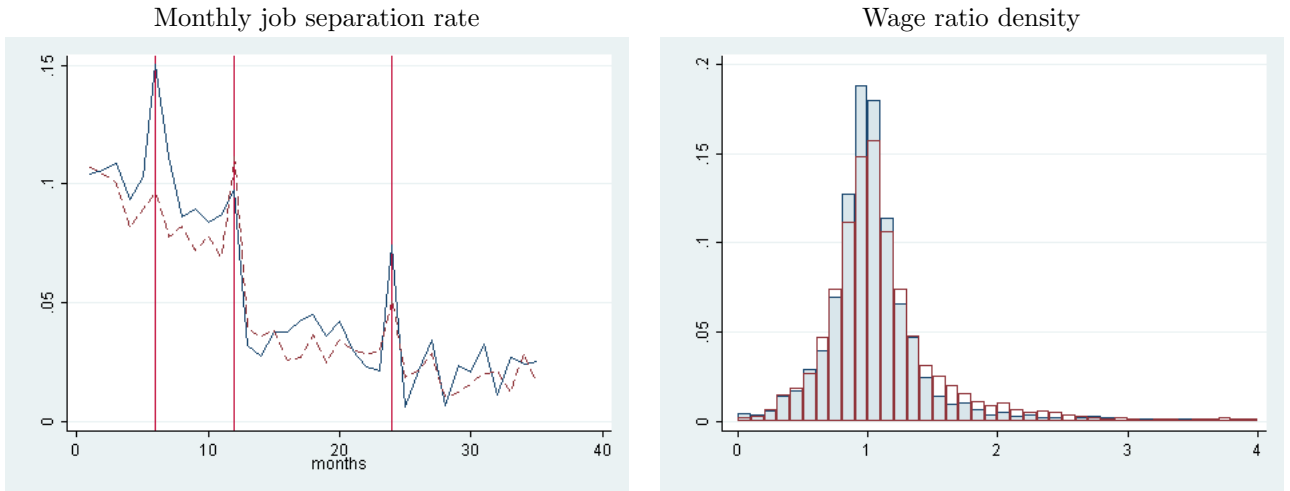 Monthly job separation rate
.15
.1
.05
0
0 10 20 30 40
months
Wage ratio density
.2
.15
.1
.05
0
0 1 2 3 4